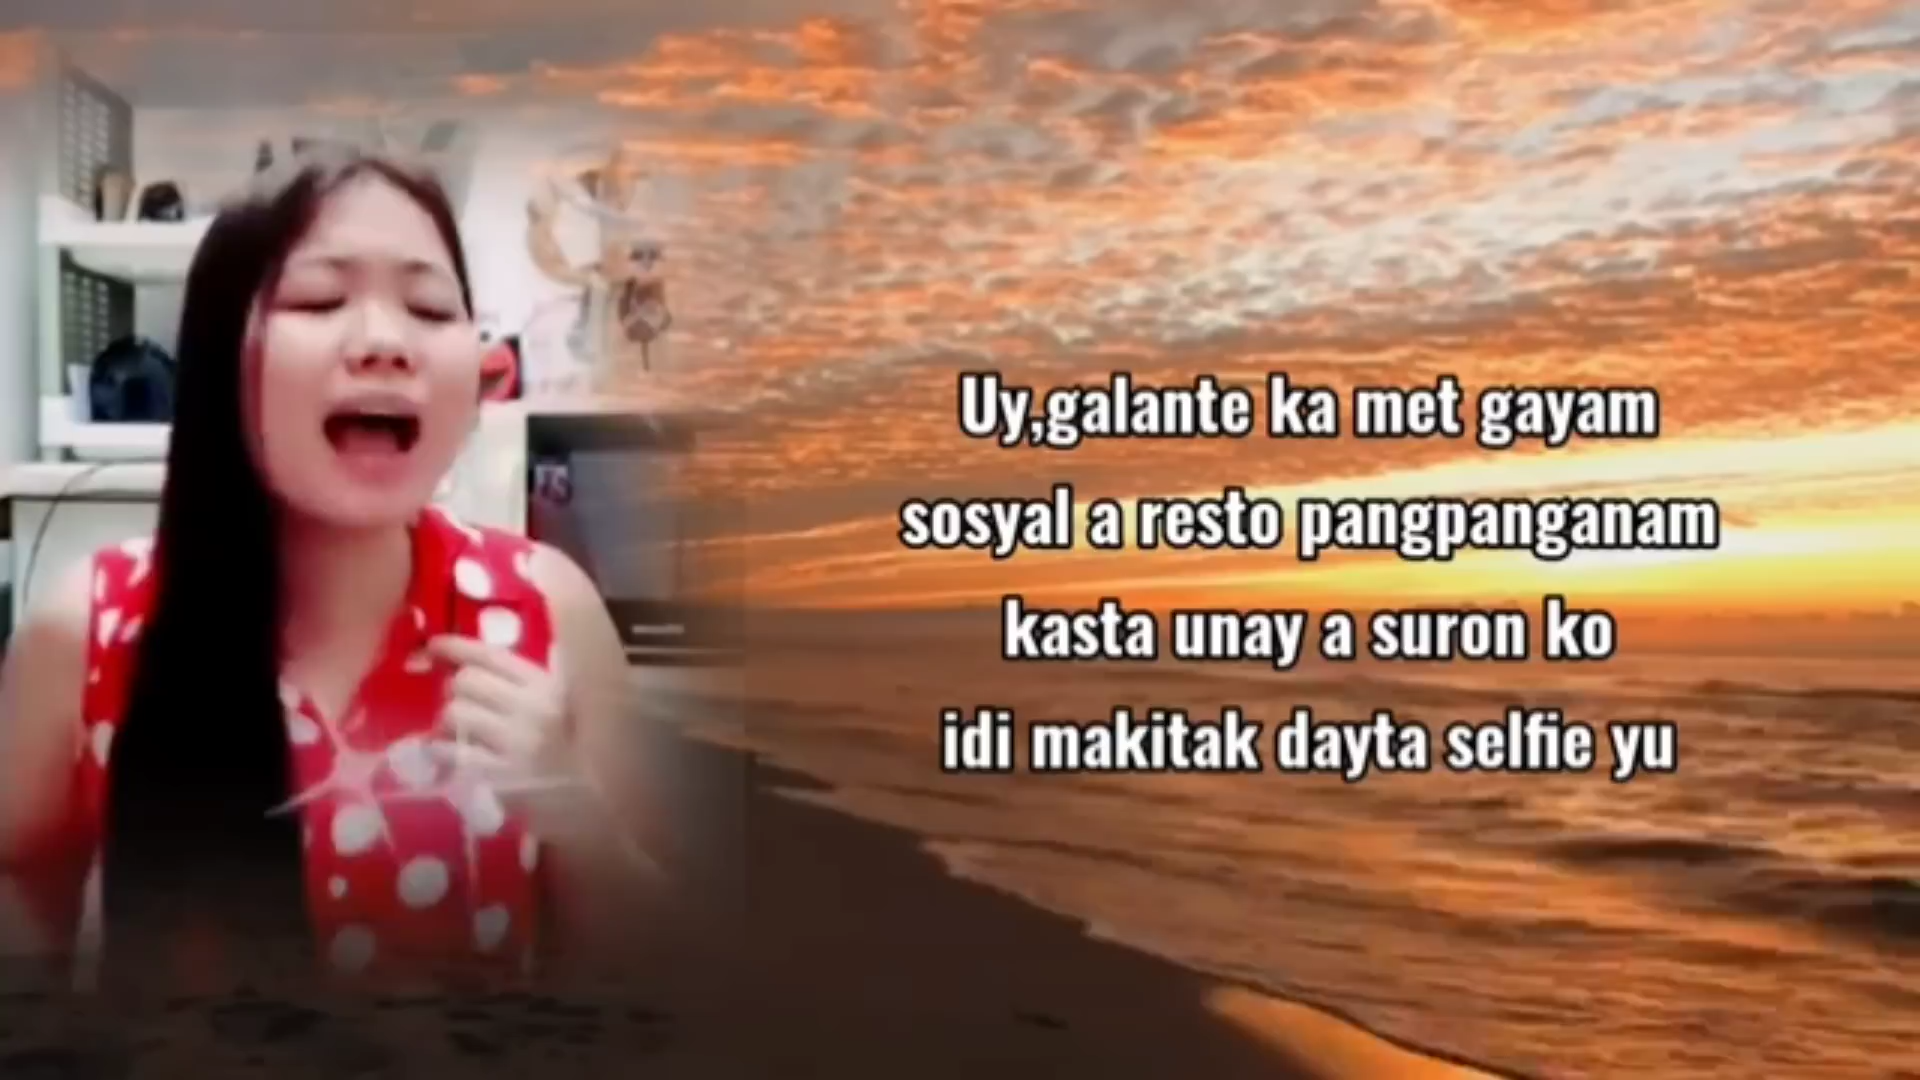 Uy,galante ka met gayam
sosyal a resto pangpanganam
kasta unay a suron ko
idi makitak dayta selfie yu